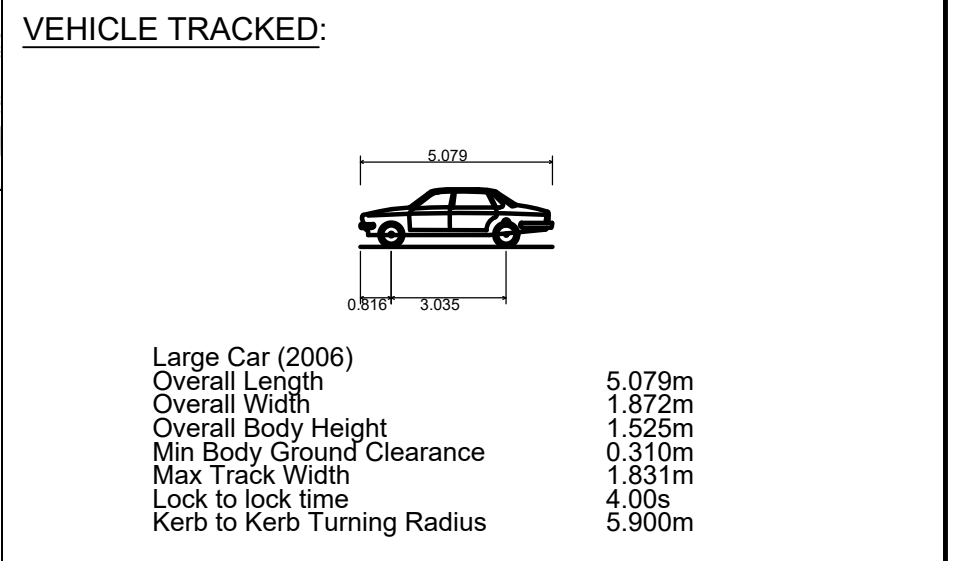 VEHICLE TRACKED:
5.079
0.816 3.035
Large Car (2006)
Overall Length 5.079m
Overall Width 1.872m
Overall Body Height 1.525m
Min Body Ground Clearance 0.310m
Max Track Width 1.831m
Lock to lock time 4.00s
Kerb to Kerb Turning Radius 5.900m